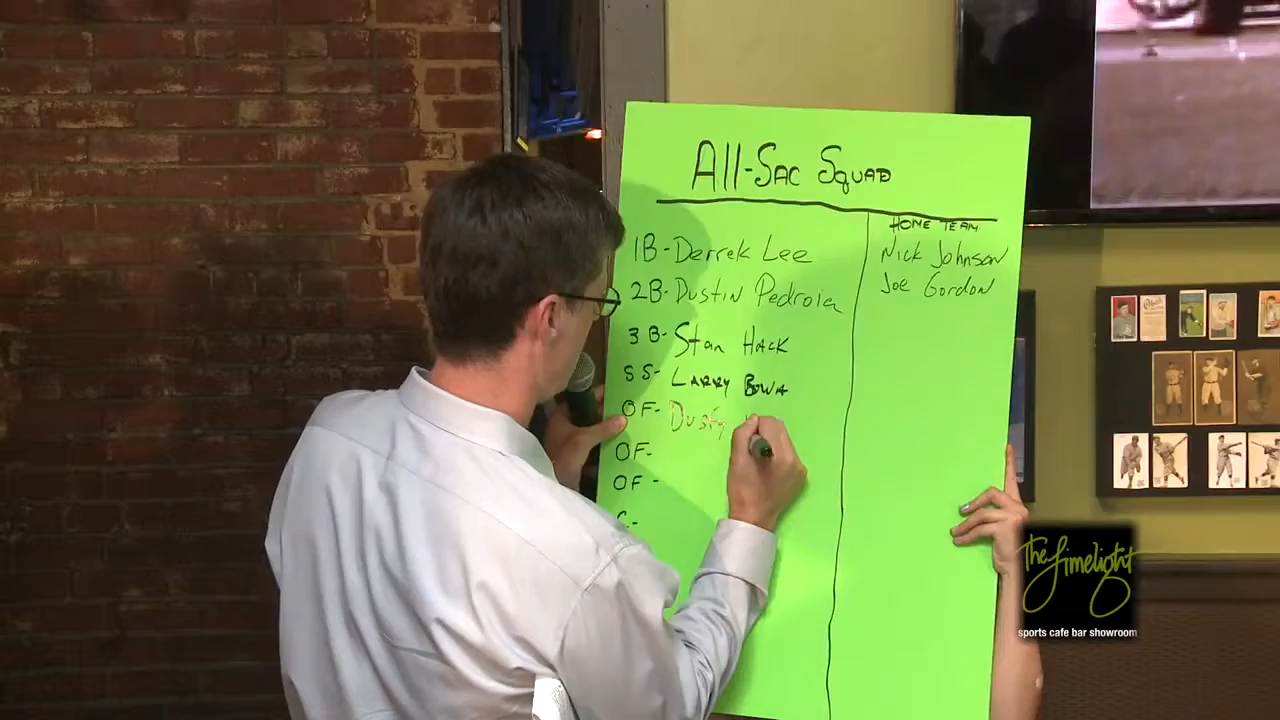 All-Sac Squad
HOME TEAM
1B- Derrek Lee
Nick Johnson
2B- Dustin Pedroia
Joe Gordon
3B- Stan Hack
SS- LARRY BOWA
OF- Dusty
OF-
OF-
C-
The Limelight
sports cafe bar showroom